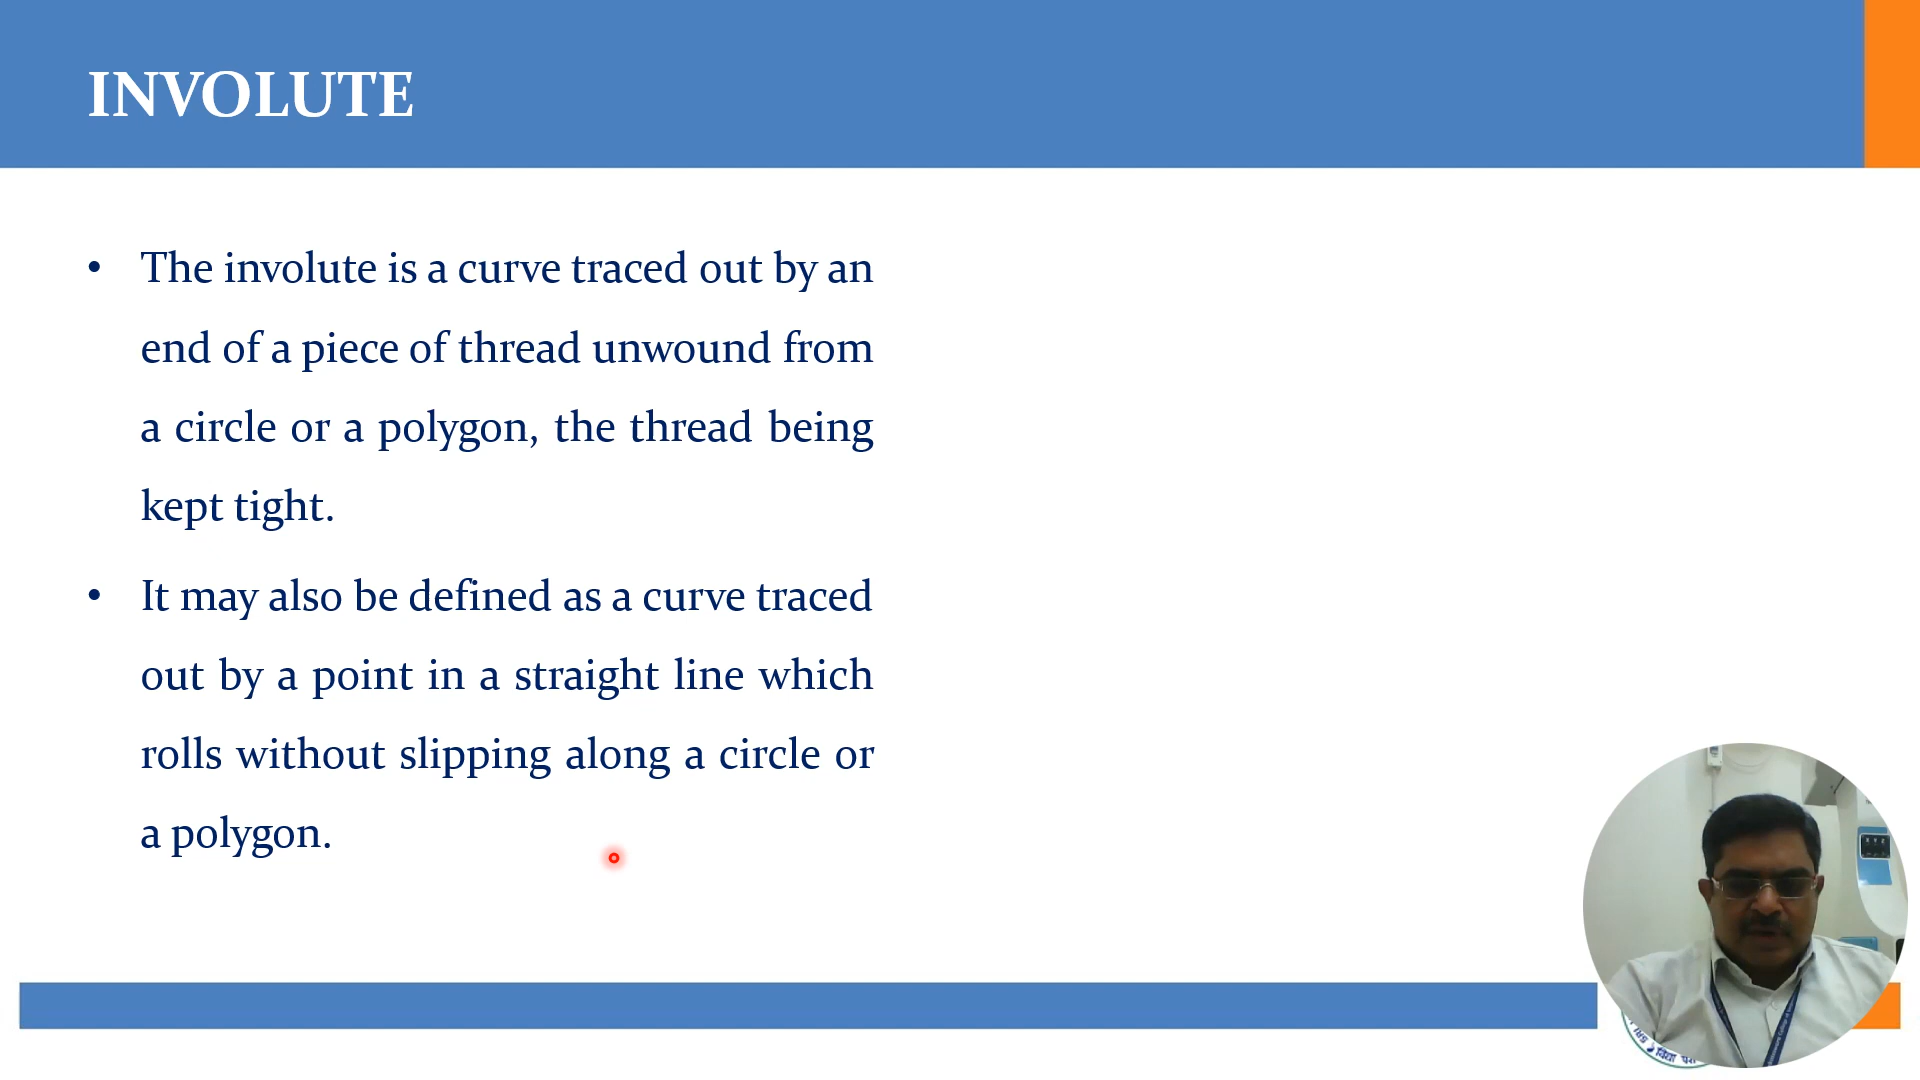 INVOLUTE
• The involute is a curve traced out by an
end of a piece of thread unwound from
a circle or a polygon, the thread being
kept tight.
• It may also be defined as a curve traced
out by a point in a straight line which
rolls without slipping along a circle or
a polygon.
SRI
विद्या